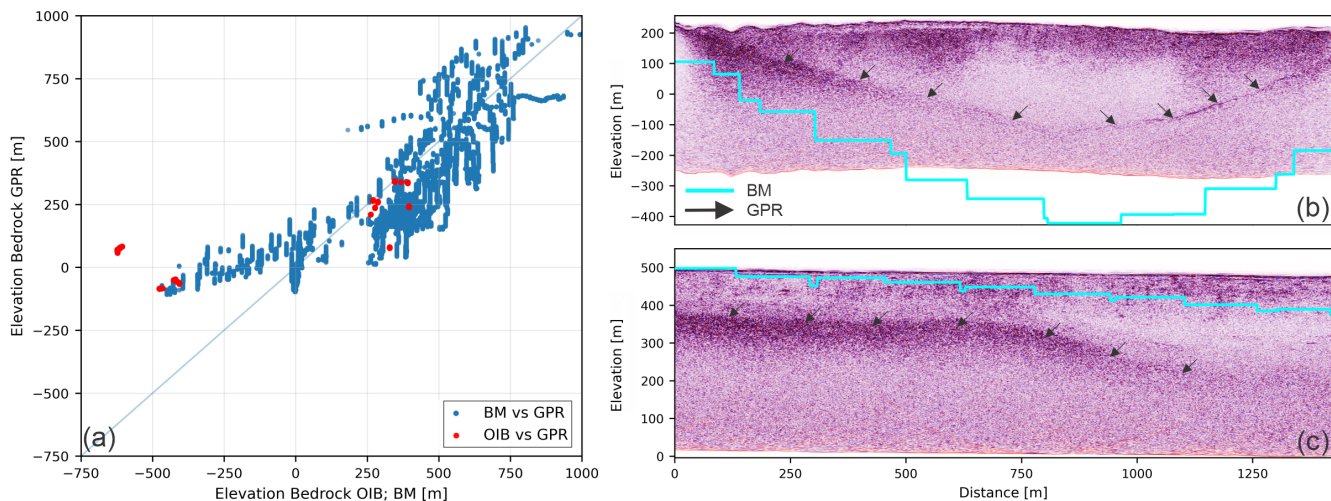 1000
750
500
250
0
−250
−500
−750
Elevation Bedrock GPR [m]
−750 −500 −250 0 250 500 750 1000
Elevation Bedrock OIB; BM [m]
(a)
BM vs GPR
OIB vs GPR
200
100
0
−100
−200
−300
−400
Elevation [m]
BM
GPR
(b)
500
400
300
200
100
0
Elevation [m]
(c)
0 250 500 750 1000 1250
Distance [m]